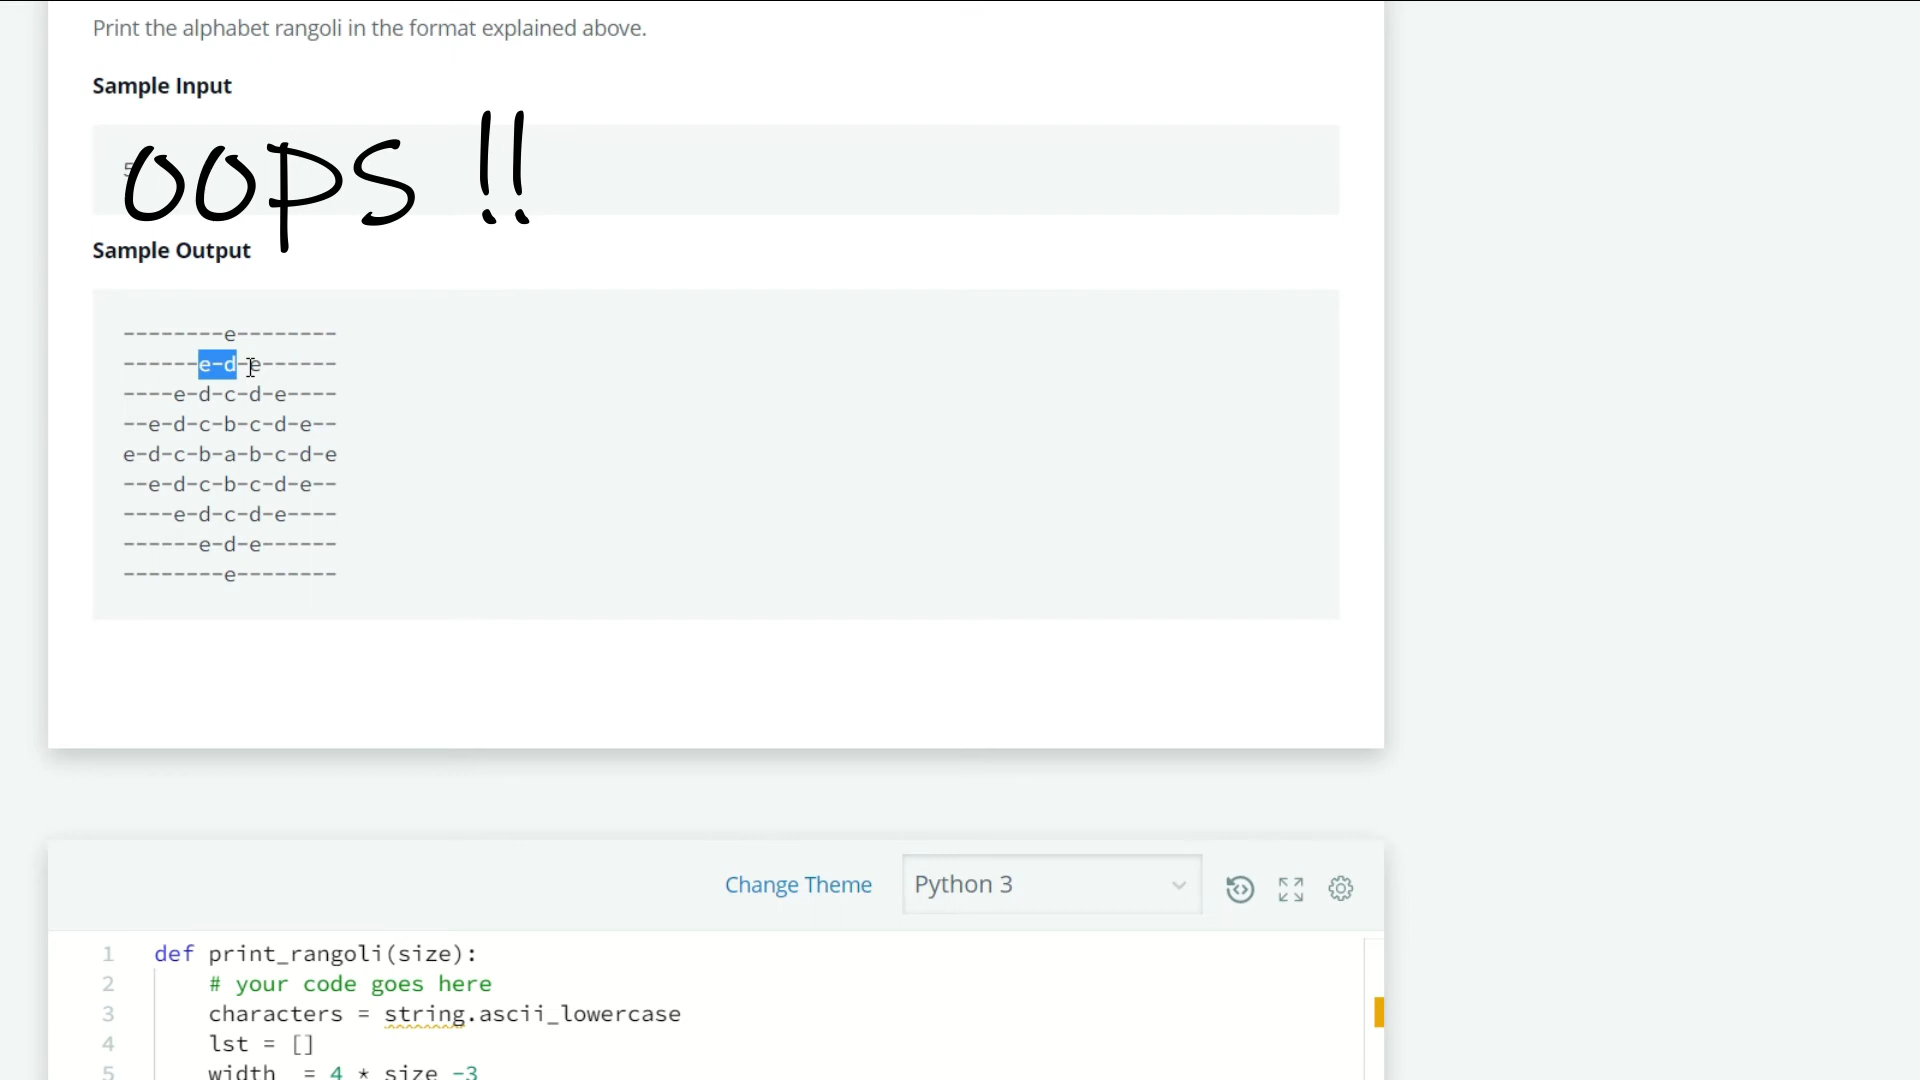 Print the alphabet rangoli in the format explained above.
Sample Input
5
oops !!
Sample Output
--------e--------
------e-d-e------
----e-d-c-d-e----
--e-d-c-b-c-d-e--
e-d-c-b-a-b-c-d-e
--e-d-c-b-c-d-e--
----e-d-c-d-e----
------e-d-e------
--------e--------
Change Theme
Python 3
1 def print_rangoli(size):
2 # your code goes here
3 characters = string.ascii_lowercase
4 lst = []
5 width  = 4 * size -3